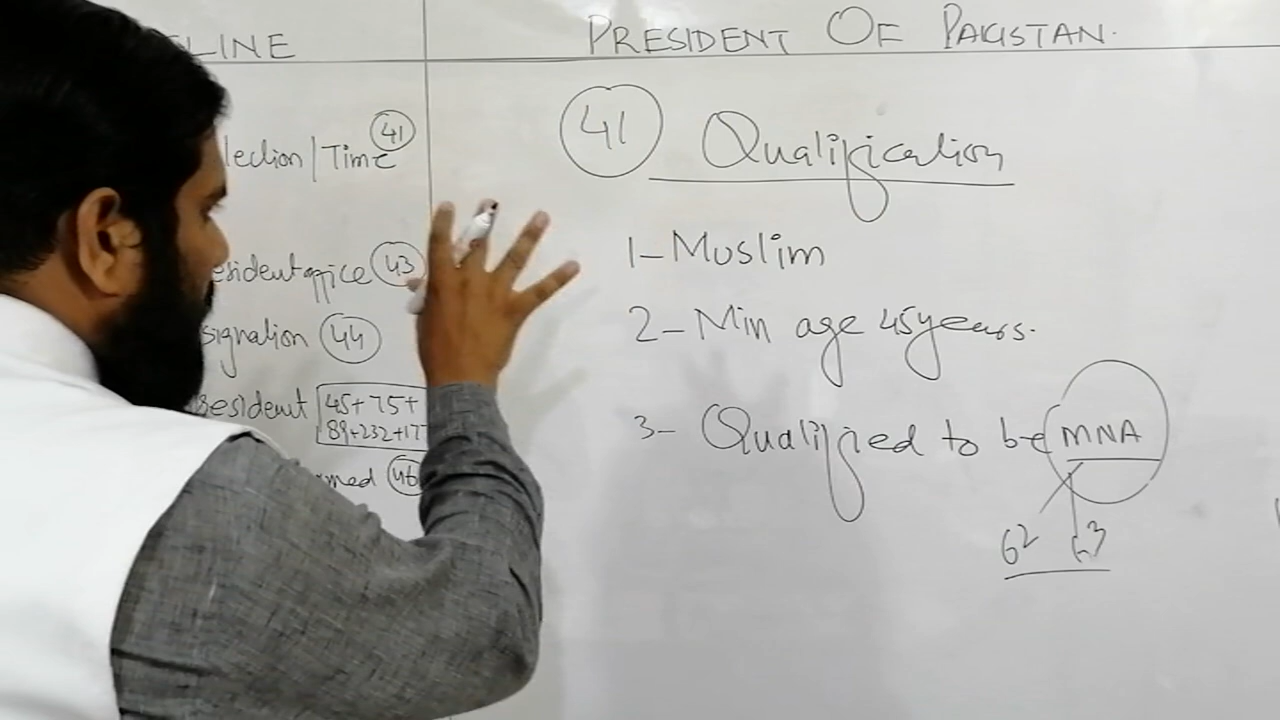 LINE
PRESIDENT OF PAKISTAN.
lection/Time 41
esident office 43
signation 44
esident 45+75+
89+232+17
med 46
41 Qualification
1- Muslim
2- Min age 45years.
3- Qualified to be MNA
62 63